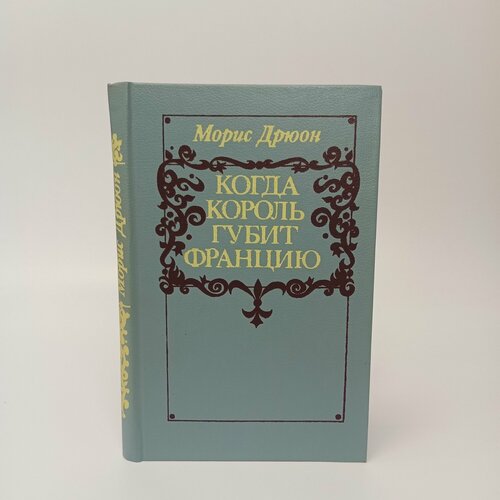 Морис Дрюон
КОГДА
КОРОЛЬ
ГУБИТ
ФРАНЦИЮ
Морис Дрюон